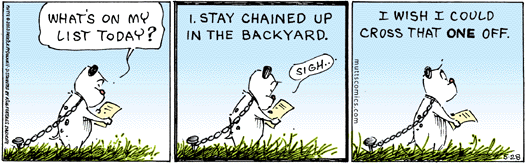 WHAT'S ON MY
LIST TODAY?
1. STAY CHAINED UP
IN THE BACKYARD.
SIGH..
muttscomics.com
I WISH I COULD
CROSS THAT ONE OFF.